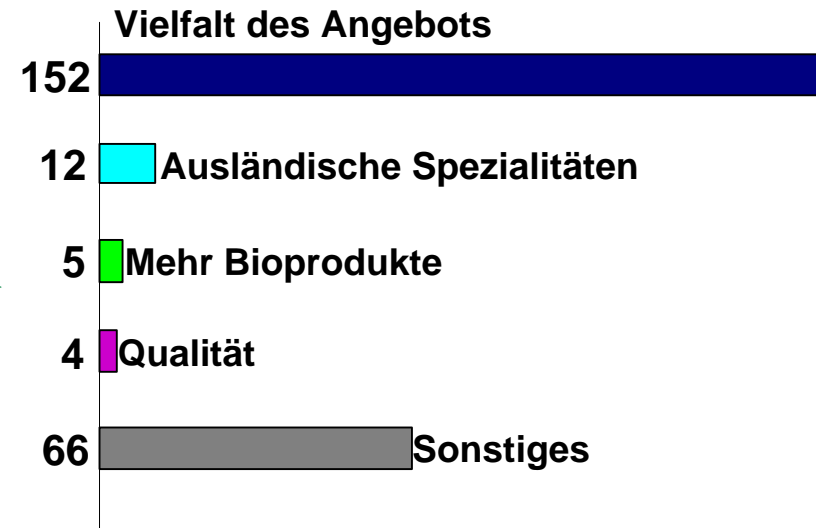 Vielfalt des Angebots
152
12 Ausländische Spezialitäten
5 Mehr Bioprodukte
4 Qualität
66 Sonstiges